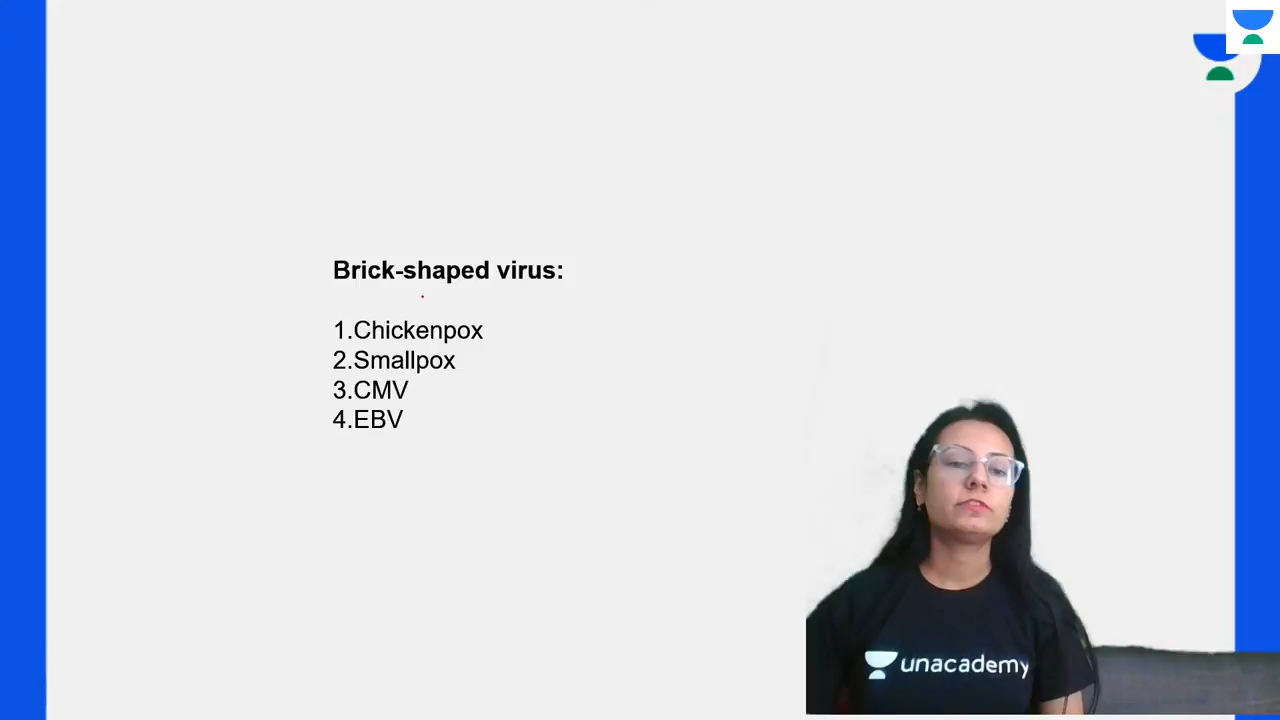 Brick-shaped virus:
1.Chickenpox
2.Smallpox
3.CMV
4.EBV
unacademy